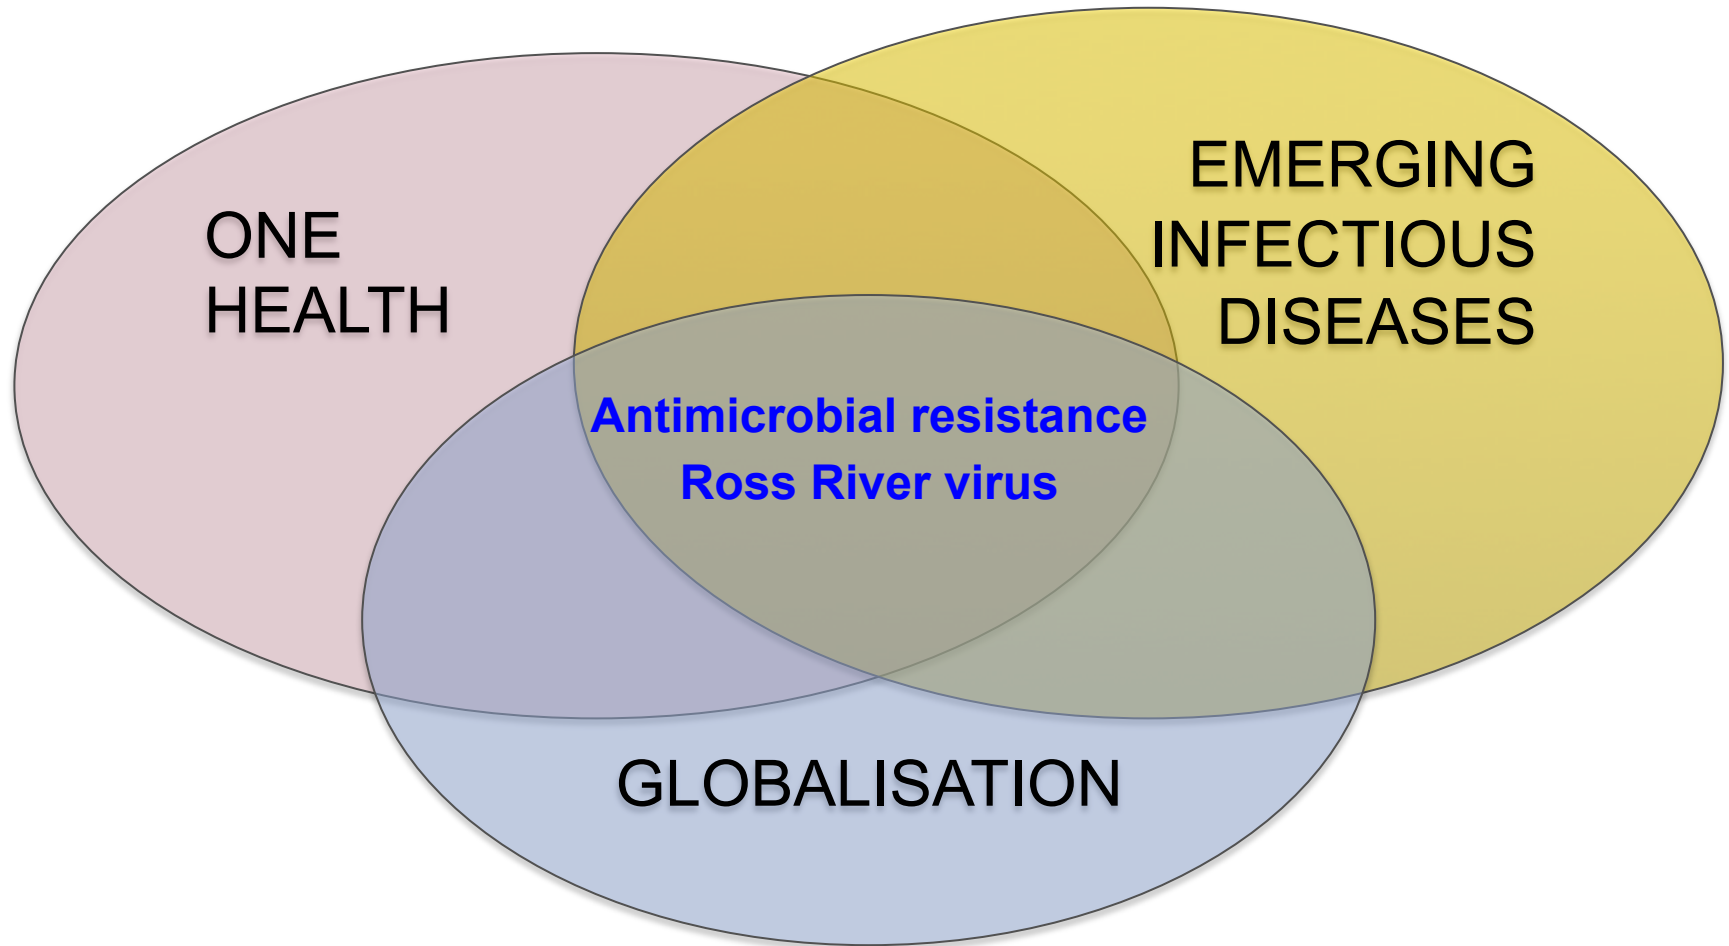 ONE
HEALTH
EMERGING
INFECTIOUS
DISEASES
Antimicrobial resistance
Ross River virus
GLOBALISATION